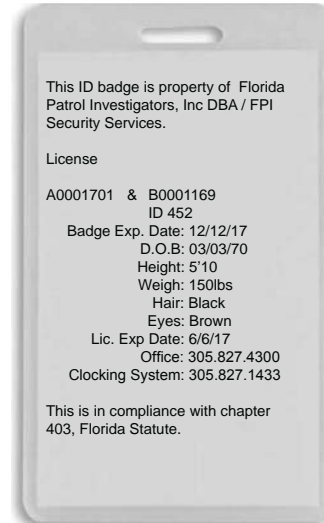 This ID badge is property of Florida
Patrol Investigators, Inc DBA / FPI
Security Services.
License
A0001701 & B0001169
ID 452
Badge Exp. Date: 12/12/17
D.O.B: 03/03/70
Height: 5'10
Weigh: 150lbs
Hair: Black
Eyes: Brown
Lic. Exp Date: 6/6/17
Office: 305.827.4300
Clocking System: 305.827.1433
This is in compliance with chapter
403, Florida Statute.